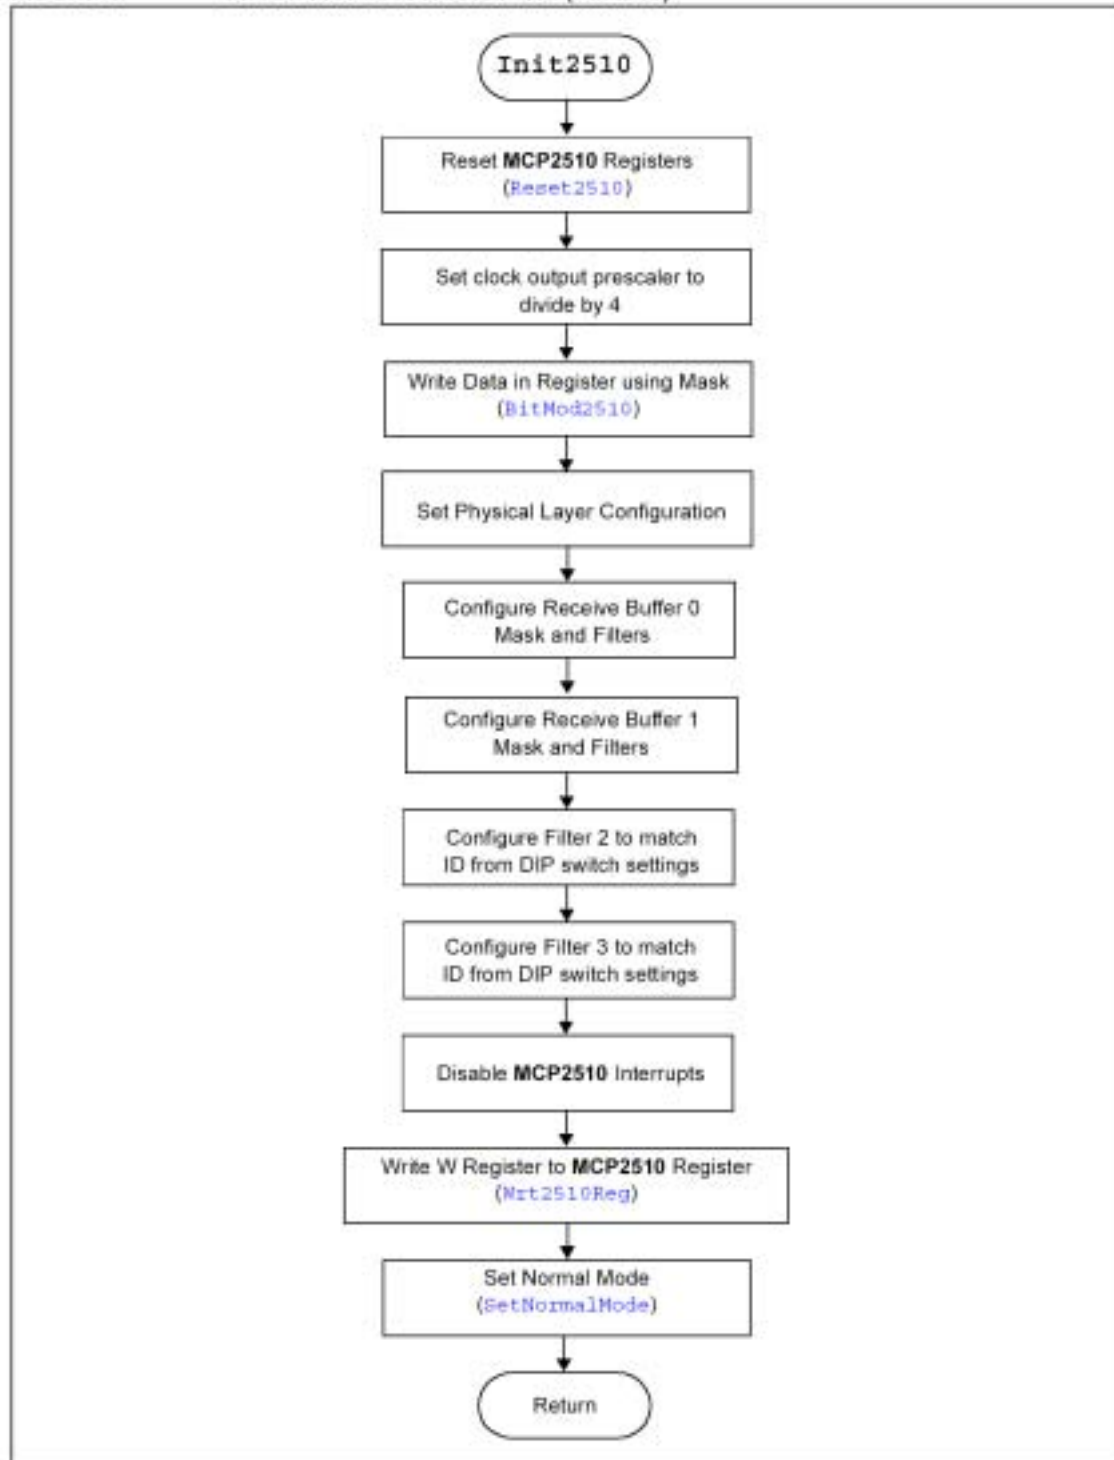 Init2510
Reset MCP2510 Registers
(Reset2510)
Set clock output prescaler to
divide by 4
Write Data in Register using Mask
(BitMod2510)
Set Physical Layer Configuration
Configure Receive Buffer 0
Mask and Filters
Configure Receive Buffer 1
Mask and Filters
Configure Filter 2 to match
ID from DIP switch settings
Configure Filter 3 to match
ID from DIP switch settings
Disable MCP2510 Interrupts
Write W Register to MCP2510 Register
(Wrt2510Reg)
Set Normal Mode
(SetNormalMode)
Return